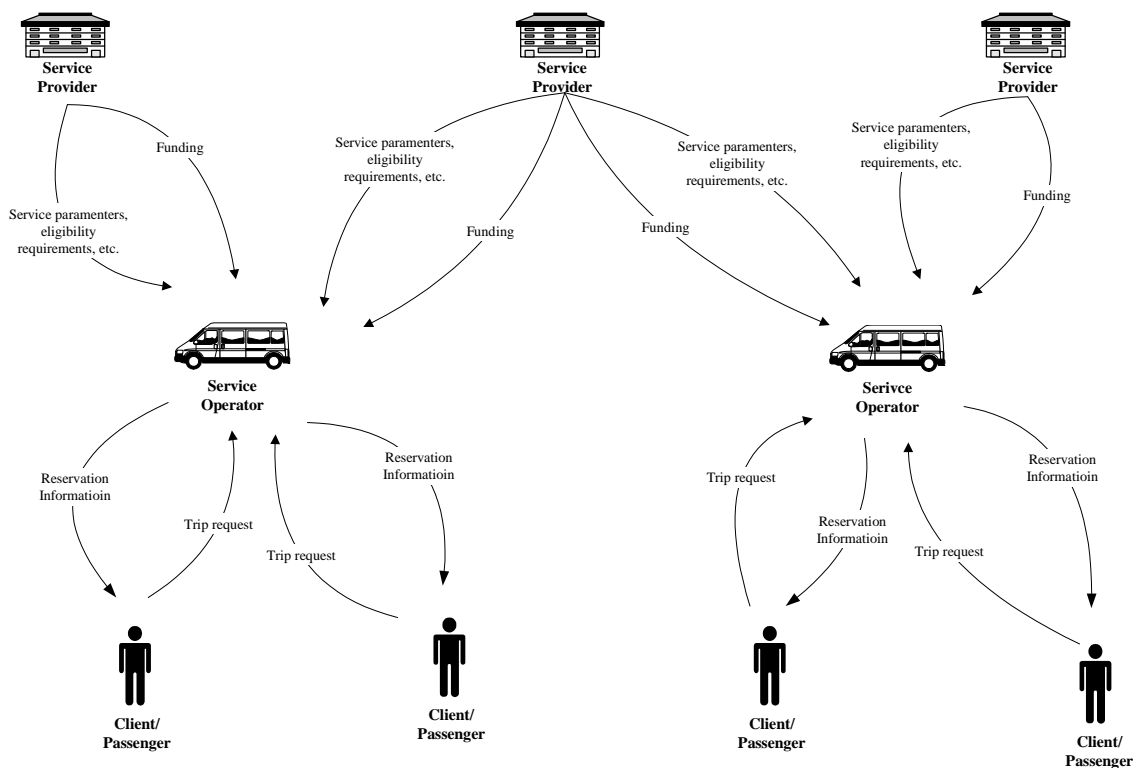 Service
Provider
Service
Provider
Service
Provider
Funding
Service paramenters,
eligibility
requirements, etc.
Service paramenters,
eligibility
requirements, etc.
Funding
Funding
Service paramenters,
eligibility
requirements, etc.
Service paramenters,
eligibility
requirements, etc.
Funding
Service
Operator
Serivce
Operator
Reservation
Informatioin
Trip request
Trip request
Reservation
Informatioin
Trip request
Reservation
Informatioin
Trip request
Reservation
Informatioin
Client/
Passenger
Client/
Passenger
Client/
Passenger
Client/
Passenger